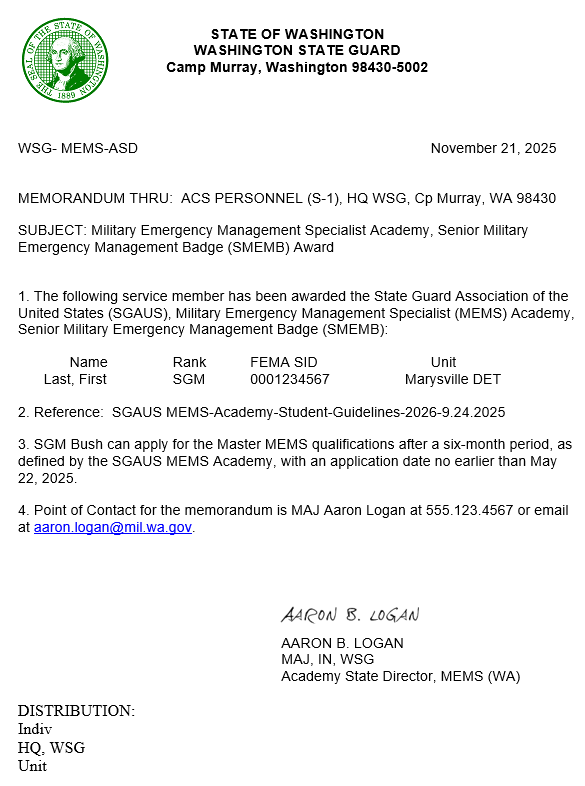 THE SEAL OF THE STATE OF WASHINGTON
1889
STATE OF WASHINGTON
WASHINGTON STATE GUARD
Camp Murray, Washington 98430-5002
WSG- MEMS-ASD November 21, 2025
MEMORANDUM THRU: ACS PERSONNEL (S-1), HQ WSG, Cp Murray, WA 98430
SUBJECT: Military Emergency Management Specialist Academy, Senior Military
Emergency Management Badge (SMEMB) Award
1. The following service member has been awarded the State Guard Association of the
United States (SGAUS), Military Emergency Management Specialist (MEMS) Academy,
Senior Military Emergency Management Badge (SMEMB):
Name Rank FEMA SID Unit
Last, First SGM 0001234567 Marysville DET
2. Reference: SGAUS MEMS-Academy-Student-Guidelines-2026-9.24.2025
3. SGM Bush can apply for the Master MEMS qualifications after a six-month period, as
defined by the SGAUS MEMS Academy, with an application date no earlier than May
22, 2025.
4. Point of Contact for the memorandum is MAJ Aaron Logan at 555.123.4567 or email
at aaron.logan@mil.wa.gov.
AARON B. LOGAN
AARON B. LOGAN
MAJ, IN, WSG
Academy State Director, MEMS (WA)
DISTRIBUTION:
Indiv
HQ, WSG
Unit